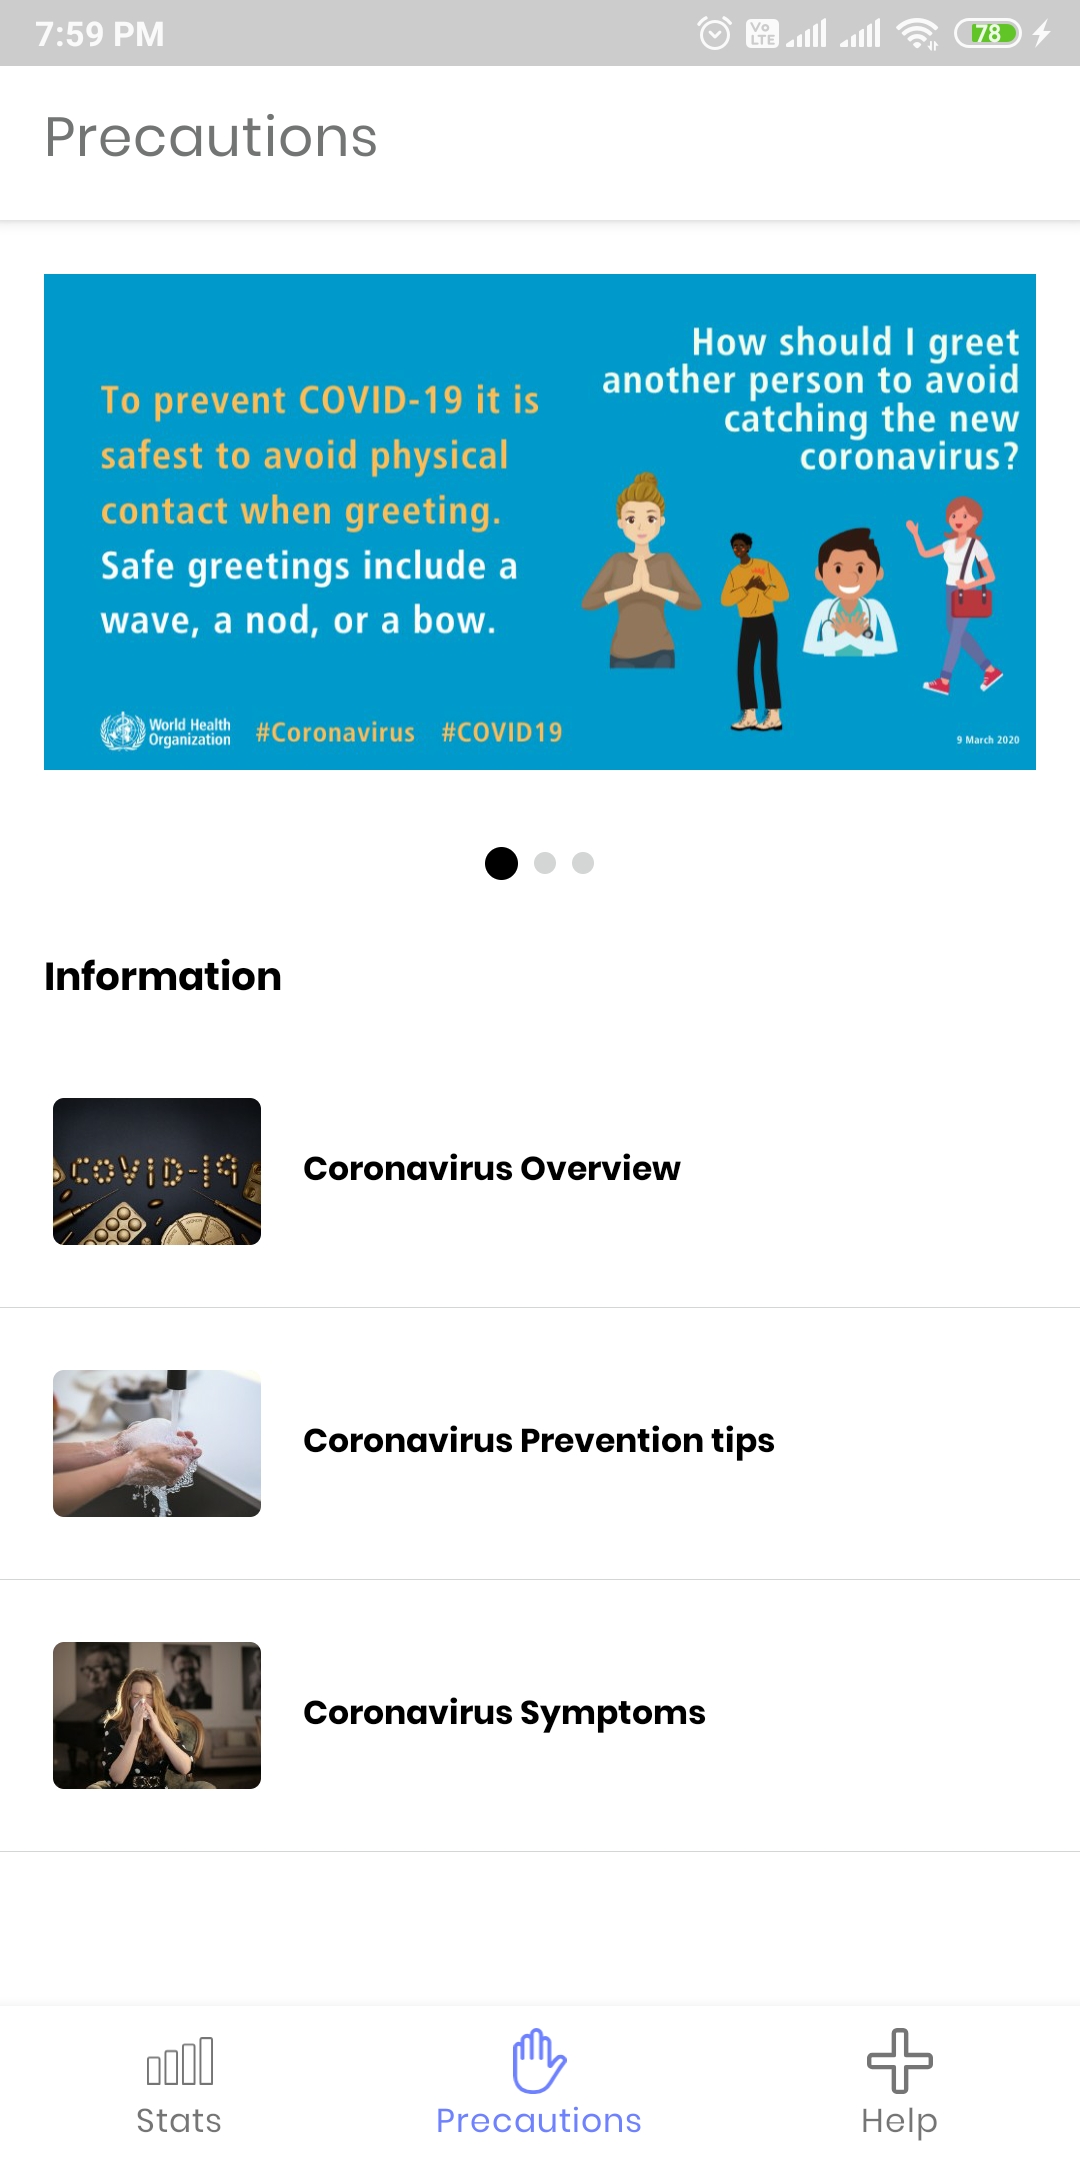 7:59 PM
Vo
LTE
78
Precautions
How should I greet
another person to avoid
catching the new
coronavirus?
To prevent COVID-19 it is
safest to avoid physical
contact when greeting.
Safe greetings include a
wave, a nod, or a bow.
World Health
Organization
#Coronavirus #COVID19
9 March 2020
Information
COVID-19
Coronavirus Overview
Coronavirus Prevention tips
Coronavirus Symptoms
Stats
Precautions
Help